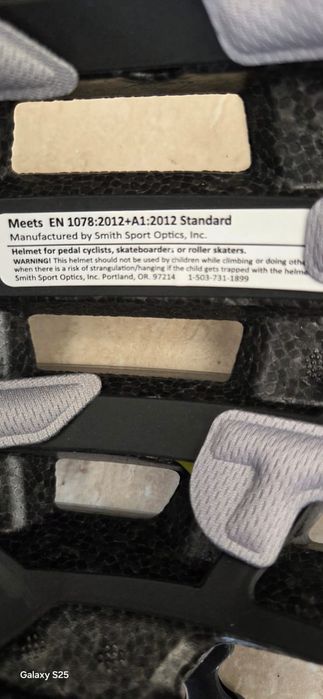 Meets EN 1078:2012+A1:2012 Standard
Manufactured by Smith Sport Optics, Inc.
Helmet for pedal cyclists, skateboarders or roller skaters.
WARNING! This helmet should not be used by children while climbing or doing othe
when there is a risk of strangulation/hanging if the child gets trapped with the helme
Smith Sport Optics, Inc. Portland, OR. 97214 1-503-731-1899
Galaxy S25